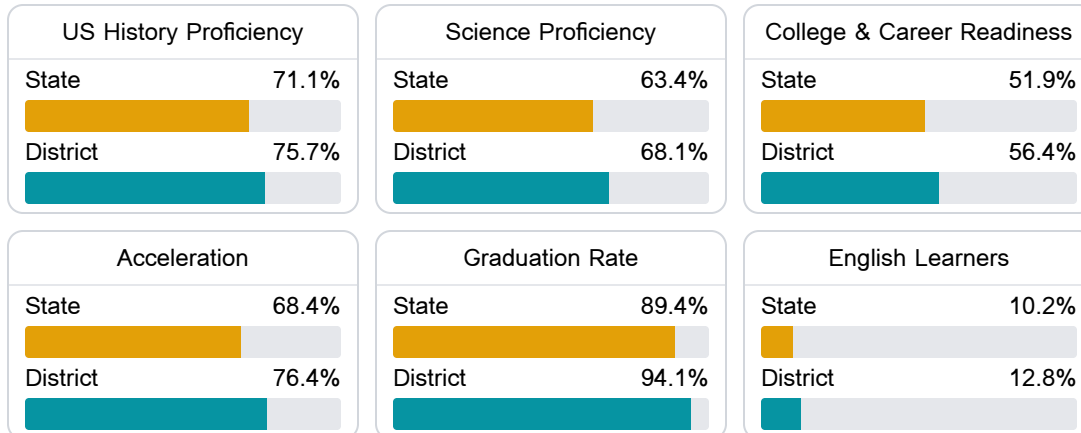 US History Proficiency
State 71.1%
District 75.7%
Science Proficiency
State 63.4%
District 68.1%
College & Career Readiness
State 51.9%
District 56.4%
Acceleration
State 68.4%
District 76.4%
Graduation Rate
State 89.4%
District 94.1%
English Learners
State 10.2%
District 12.8%